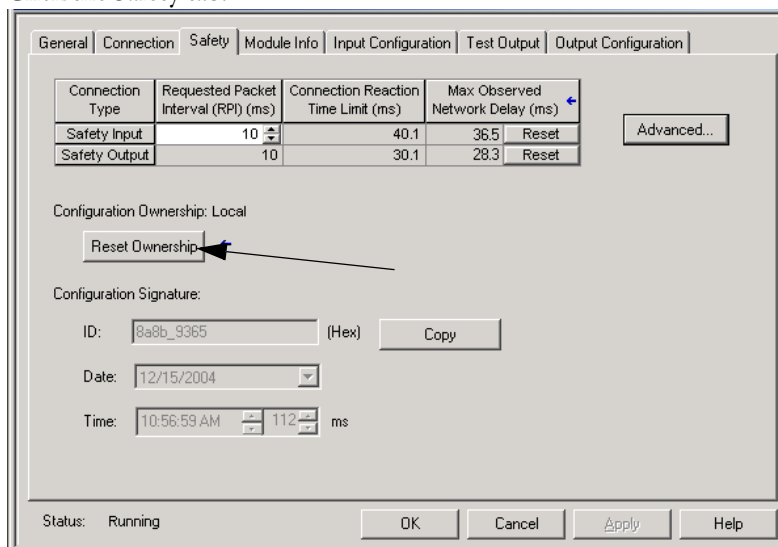 General Connection Safety Module Info Input Configuration Test Output Output Configuration
Connection Type Requested Packet Interval (RPI) (ms) Connection Reaction Time Limit (ms) Max Observed Network Delay (ms)
Safety Input 10 40.1 36.5 Reset
Safety Output 10 30.1 28.3 Reset
Advanced...
Configuration Ownership: Local
Reset Ownership
Configuration Signature:
ID: 8a8b_9365 (Hex) Copy
Date: 12/15/2004
Time: 10:56:59 AM 112 ms
Status: Running OK Cancel Apply Help